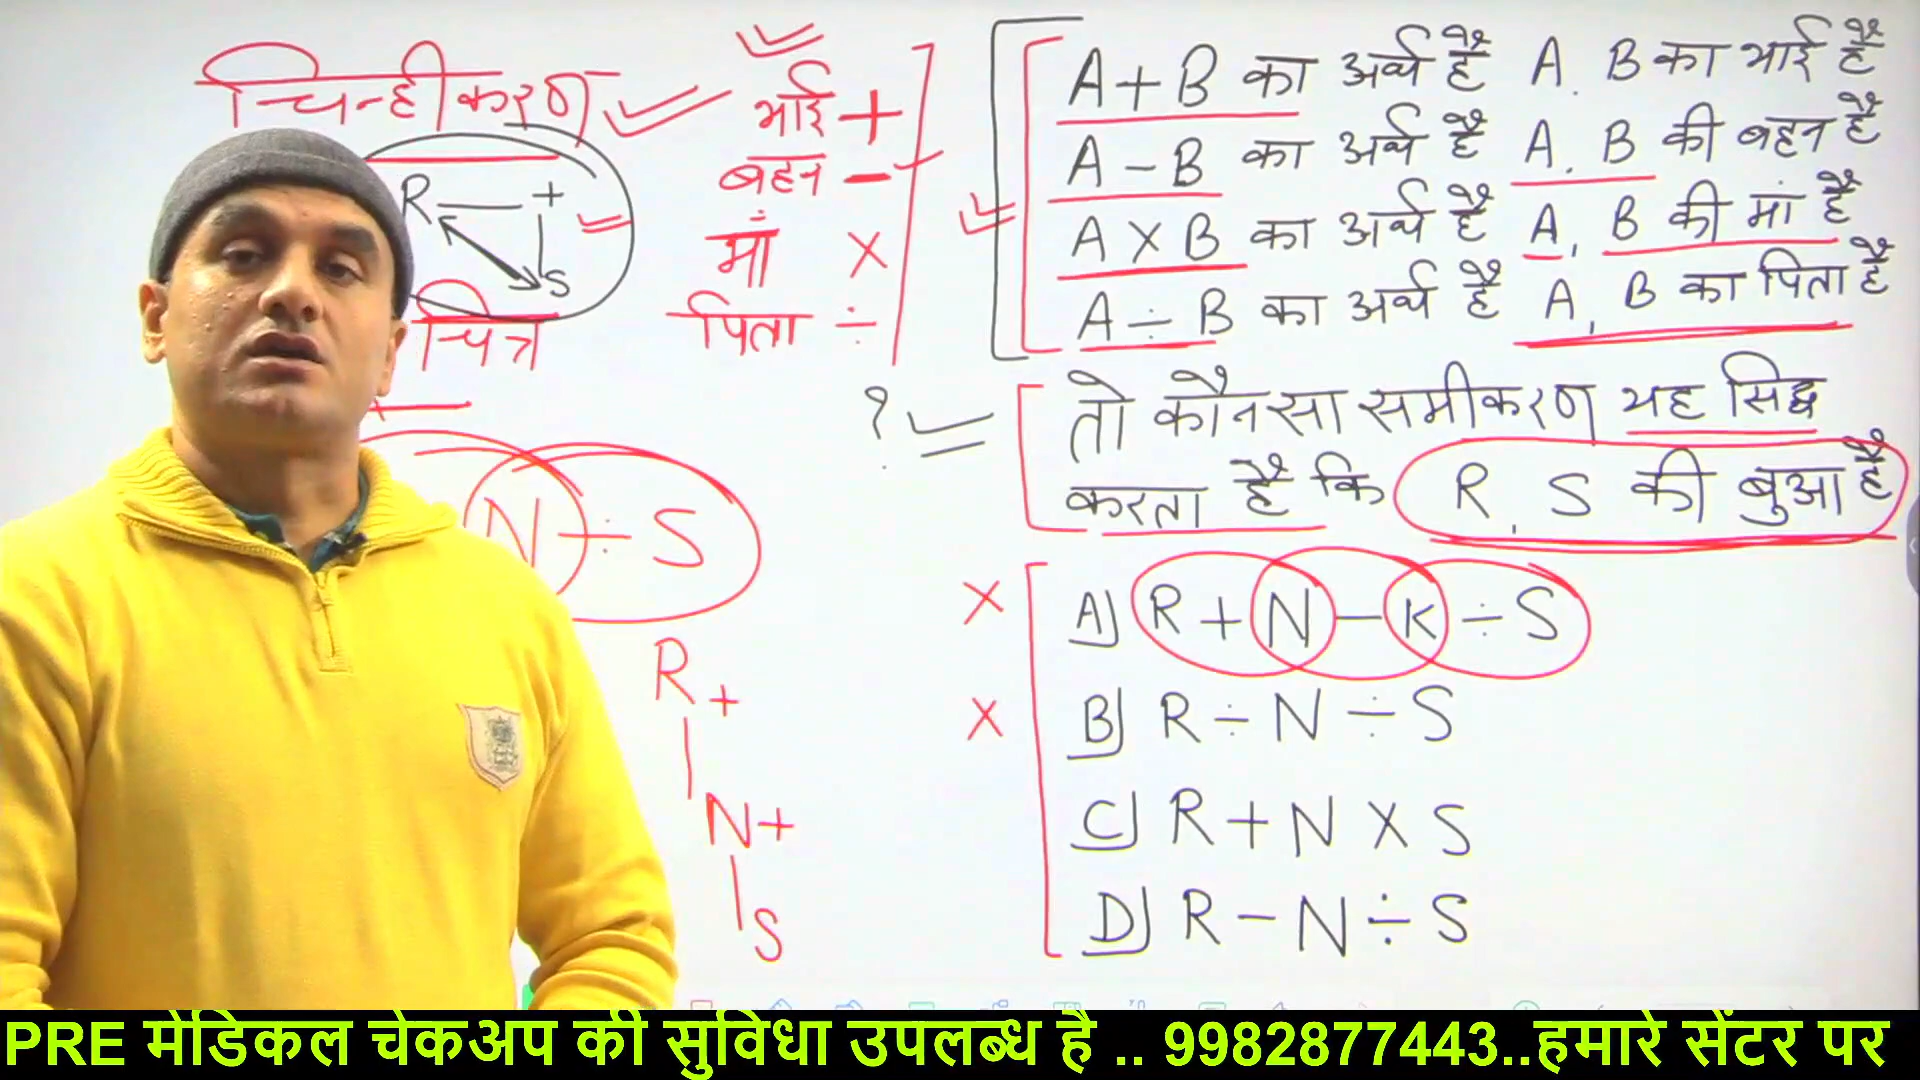 चिन्हीकरण
भाई +
बहन -
मां ×
पिता ÷
R — +
S
चित्र
A + B का अर्थ है A, B का भाई है
A - B का अर्थ है A, B की बहन है
A × B का अर्थ है A, B की मां है
A ÷ B का अर्थ है A, B का पिता है
? तो कौनसा समीकरण यह सिद्ध
करता है कि R, S की बुआ है
N ÷ S
R +
N +
S
× A) R + N - K ÷ S
× B) R ÷ N ÷ S
C) R + N × S
D) R - N ÷ S
PRE मेडिकल चेकअप की सुविधा उपलब्ध है .. 9982877443..हमारे सेंटर पर